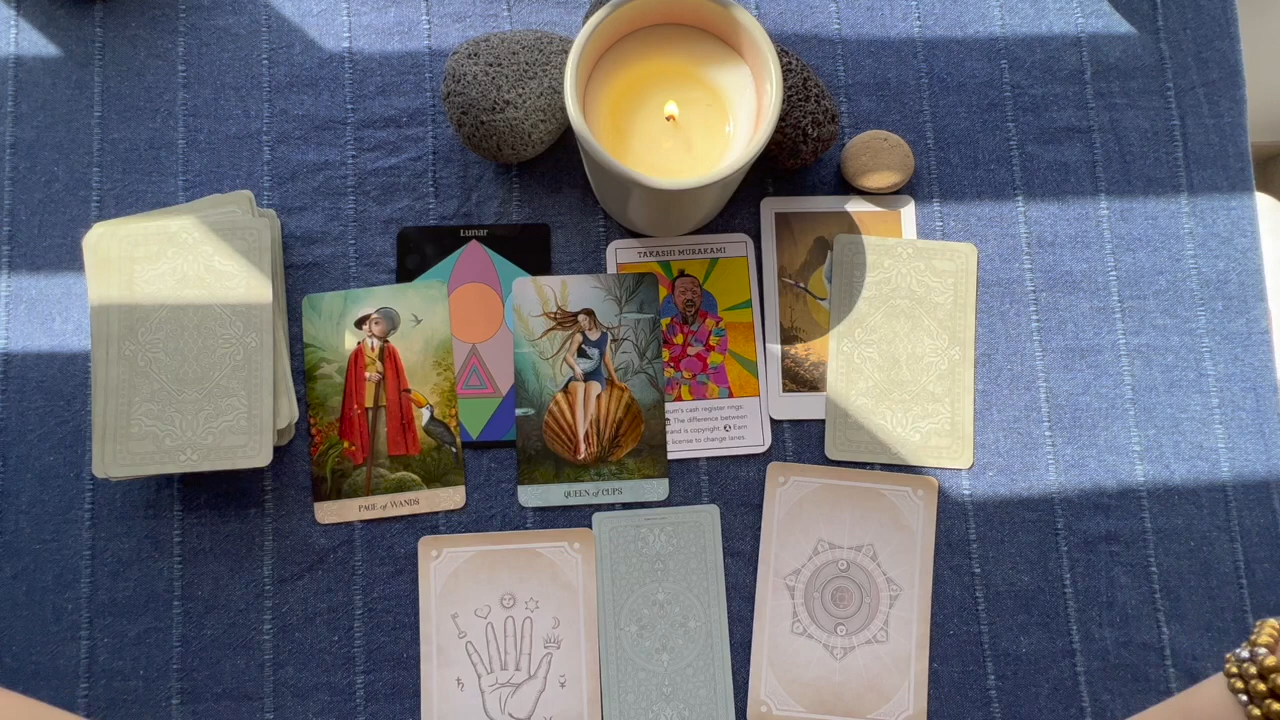 Lunar
TAKASHI MURAKAMI
eum's cash register rings.
The difference between
rand is copyright. Earn
license to change lanes.
PAGE of WANDS
QUEEN of CUPS